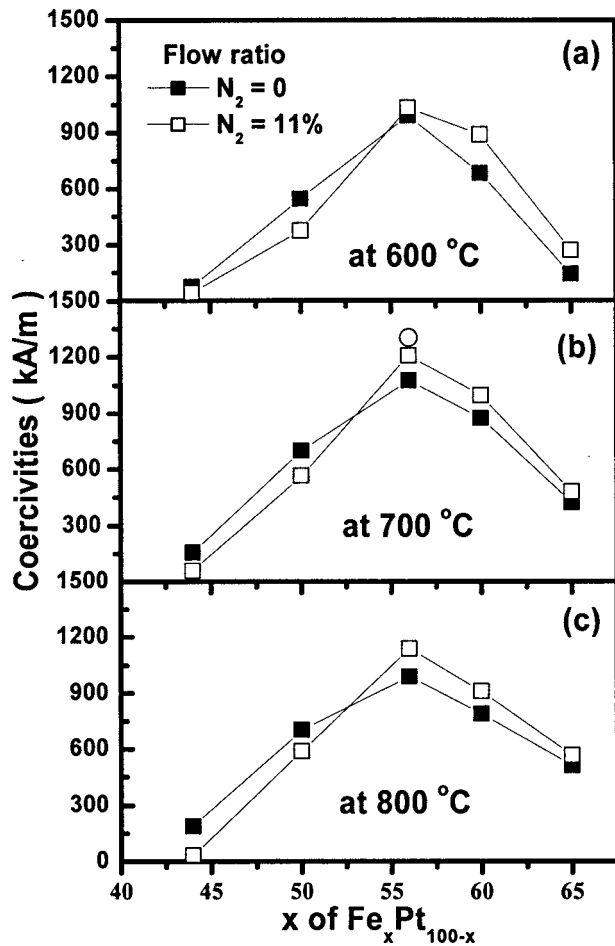 1500
Flow ratio
(a)
N2 = 0
1200
N2 = 11%
900
600
300
at 600 °C
1500
(b)
1200
900
600
300
at 700 °C
1500
(c)
1200
900
600
300
at 800 °C
0
40 45 50 55 60 65
x of FexPt100-x
Coercivities ( kA/m )